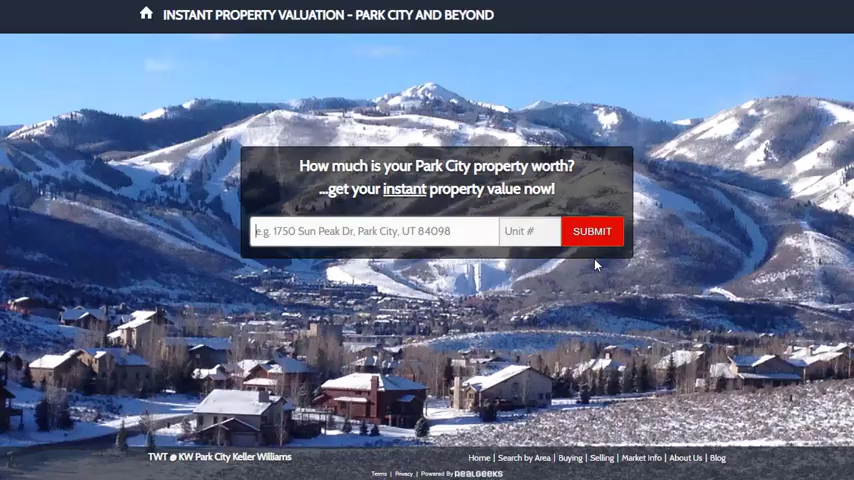 INSTANT PROPERTY VALUATION - PARK CITY AND BEYOND
How much is your Park City property worth?
...get your instant property value now!
e.g. 1750 Sun Peak Dr, Park City, UT 84098
Unit #
SUBMIT
TWT @ KW Park City Keller Williams
Home | Search by Area | Buying | Selling | Market Info | About Us | Blog
Terms | Privacy | Powered By REALGEEKS